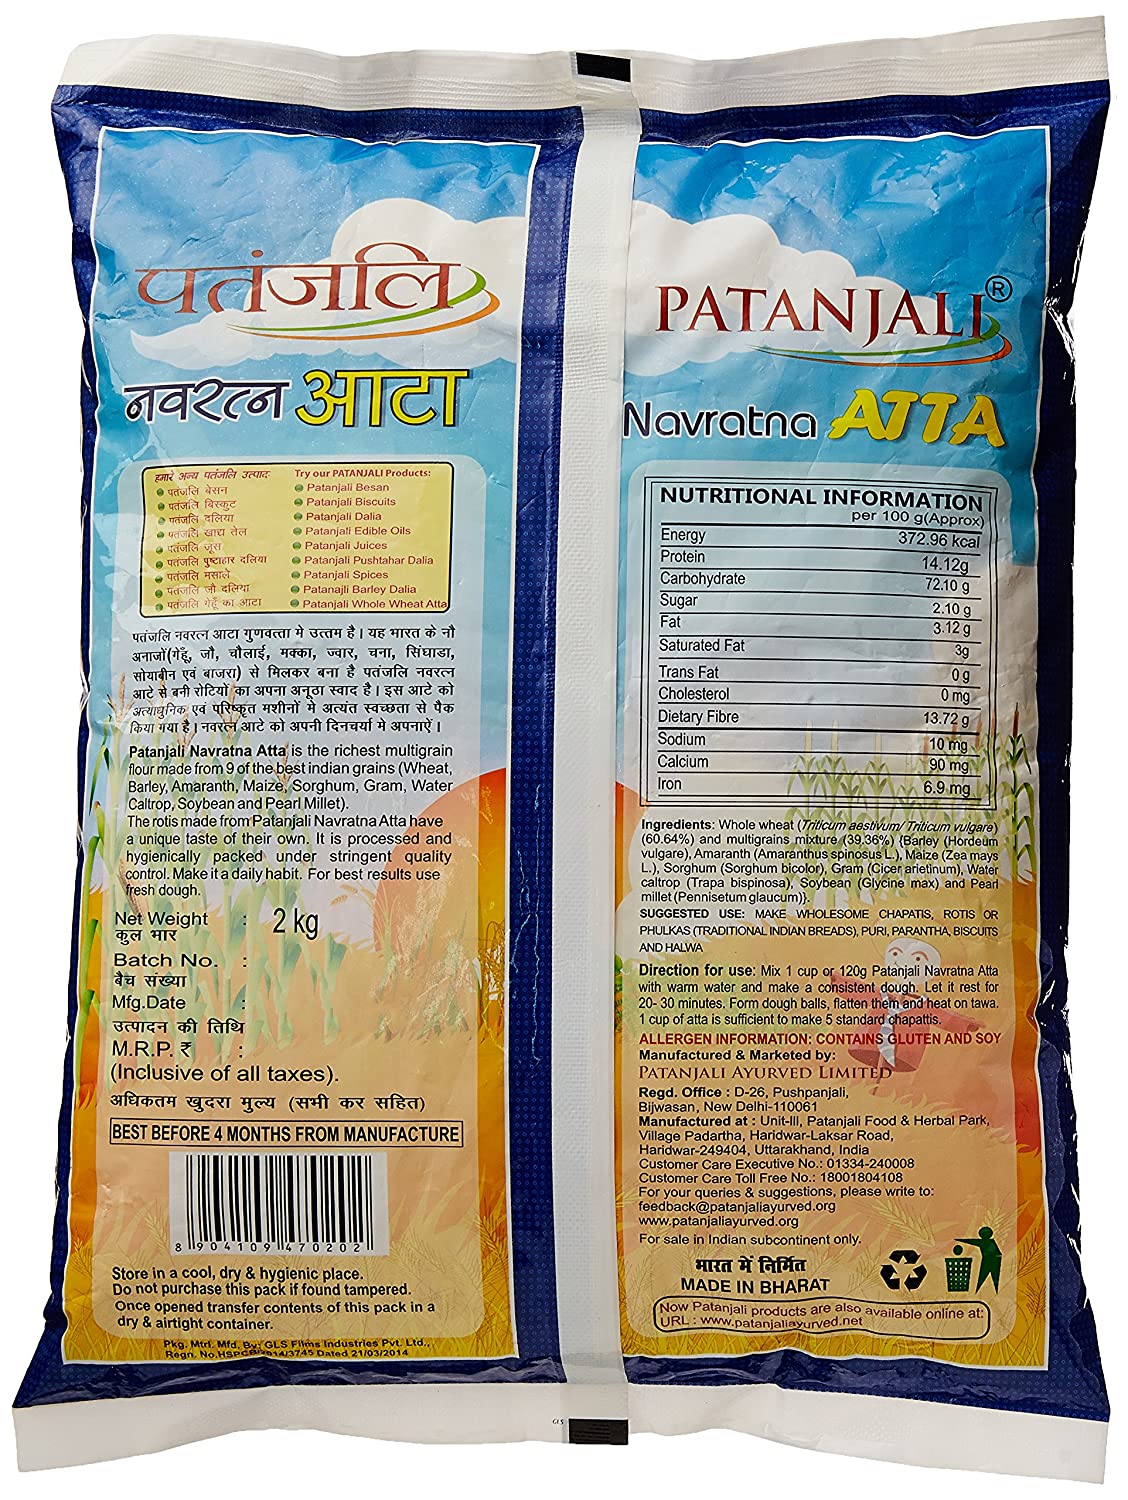 पतंजलि
नवरत्न आटा
हमारे अन्य पतंजलि उत्पादः
पतंजलि बेसन
पतंजलि बिस्कुट
पतंजलि दलिया
पतंजलि खाद्य तेल
पतंजलि जूस
पतंजलि पुष्टाहार दलिया
पतंजलि मसाले
पतंजलि जौ दलिया
पतंजलि गेहूँ का आटा
Try our PATANJALI Products:
Patanjali Besan
Patanjali Biscuits
Patanjali Dalia
Patanjali Edible Oils
Patanjali Juices
Patanjali Pushtahar Dalia
Patanjali Spices
Patanajli Barley Dalia
Patanjali Whole Wheat Atta
पतंजलि नवरत्न आटा गुणवत्ता मे उत्तम है। यह भारत के नौ
अनाजों(गेहूँ, जौ, चौलाई, मक्का, ज्वार, चना, सिंघाडा,
सोयाबीन एवं बाजरा) से मिलकर बना है पतंजलि नवरत्न
आटे से बनी रोटियों का अपना अनूठा स्वाद है। इस आटे को
अत्याधुनिक एवं परिष्कृत मशीनों मे अत्यंत स्वच्छता से पैक
किया गया है। नवरत्न आटे को अपनी दिनचर्या मे अपनाऐं।
Patanjali Navratna Atta is the richest multigrain
flour made from 9 of the best indian grains (Wheat,
Barley, Amaranth, Maize, Sorghum, Gram, Water
Caltrop, Soybean and Pearl Millet).
The rotis made from Patanjali Navratna Atta have
a unique taste of their own. It is processed and
hygienically packed under stringent quality
control. Make it a daily habit. For best results use
fresh dough.
Net Weight : 2 kg
कुल भार
Batch No. :
बैच संख्या
Mfg.Date :
उत्पादन की तिथि
M.R.P. ₹ :
(Inclusive of all taxes).
अधिकतम खुदरा मुल्य (सभी कर सहित)
BEST BEFORE 4 MONTHS FROM MANUFACTURE
8 904109 470202
Store in a cool, dry & hygienic place.
Do not purchase this pack if found tampered.
Once opened transfer contents of this pack in a
dry & airtight container.
Pkg. Mtrl. Mfd. By: GLS Films Industries Pvt. Ltd.,
Regn. Dated 21/03/2014
PATANJALI®
Navratna ATTA
NUTRITIONAL INFORMATION
per 100 g(Approx)
Energy 372.96 kcal
Protein 14.12g
Carbohydrate 72.10 g
Sugar 2.10 g
Fat 3.12 g
Saturated Fat 3g
Trans Fat 0 g
Cholesterol 0 mg
Dietary Fibre 13.72 g
Sodium 10 mg
Calcium 90 mg
Iron 6.9 mg
Ingredients: Whole wheat (Triticum aestivum/ Triticum vulgare)
(60.64%) and multigrains mixture (39.36%) {Barley (Hordeum
vulgare), Amaranth (Amaranthus spinosus L.), Maize (Zea mays
L.), Sorghum (Sorghum bicolor), Gram (Cicer arietinum), Water
caltrop (Trapa bispinosa), Soybean (Glycine max) and Pearl
millet (Pennisetum glaucum)}.
SUGGESTED USE: MAKE WHOLESOME CHAPATIS, ROTIS OR
PHULKAS (TRADITIONAL INDIAN BREADS), PURI, PARANTHA, BISCUITS
AND HALWA
Direction for use: Mix 1 cup or 120g Patanjali Navratna Atta
with warm water and make a consistent dough. Let it rest for
20- 30 minutes. Form dough balls, flatten them and heat on tawa.
1 cup of atta is sufficient to make 5 standard chapattis.
ALLERGEN INFORMATION: CONTAINS GLUTEN AND SOY
Manufactured & Marketed by:
PATANJALI AYURVED LIMITED
Regd. Office : D-26, Pushpanjali,
Bijwasan, New Delhi-110061
Manufactured at : Unit-III, Patanjali Food & Herbal Park,
Village Padartha, Haridwar-Laksar Road,
Haridwar-249404, Uttarakhand, India
Customer Care Executive No.: 01334-240008
Customer Care Toll Free No.: 18001804108
For your queries & suggestions, please write to:
feedback@patanjaliayurved.org
www.patanjaliayurved.org
For sale in Indian subcontinent only.
भारत में निर्मित
MADE IN BHARAT
Now Patanjali products are also available online at:
URL : www.patanjaliayurved.net